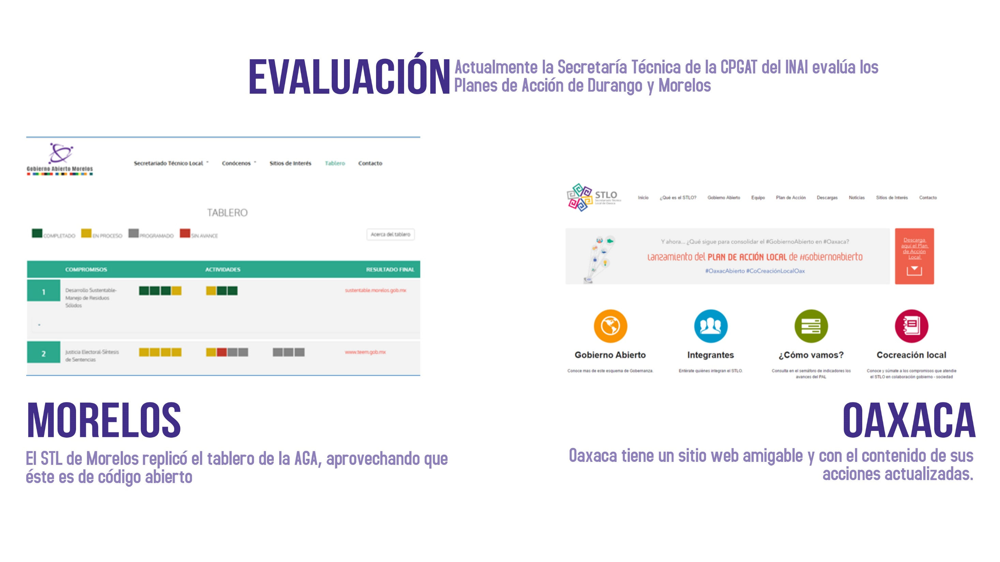 EVALUACIÓN
Actualmente la Secretaría Técnica de la CPGAT del INAI evalúa los
Planes de Acción de Durango y Morelos
Gobierno Abierto Morelos
Secretariado Técnico Local
Conócenos
Sitios de Interés
Tablero
Contacto
TABLERO
COMPLETADO
EN PROCESO
PROGRAMADO
SIN AVANCE
Acerca del tablero
COMPROMISOS
ACTIVIDADES
RESULTADO FINAL
1
Desarrollo Sustentable-
Manejo de Residuos
Sólidos
sustentable.morelos.gob.mx
2
Justicia Electoral-Síntesis
de Sentencias
www.teem.gob.mx
MORELOS
El STL de Morelos replicó el tablero de la AGA, aprovechando que
éste es de código abierto
STLO
Secretariado Técnico
Local de Oaxaca
Inicio
¿Qué es el STLO?
Gobierno Abierto
Equipo
Plan de Acción
Descargas
Noticias
Sitios de Interés
Contacto
Y ahora... ¿Qué sigue para consolidar el #GobiernoAbierto en #Oaxaca?
Lanzamiento del PLAN DE ACCIÓN LOCAL de #GobiernoAbierto
#OaxacAbierto #CoCreaciónLocalOax
Descarga
aquí el Plan
de Acción
Local
Gobierno Abierto
Conoce mas de este esquema de Gobernanza.
Integrantes
Entérate quiénes integran el STLO.
¿Cómo vamos?
Consulta en el semáforo de indicadores los
avances del PAL
Cocreación local
Conoce y súmate a los compromisos que atendie
el STLO en colaboración gobierno - sociedad
OAXACA
Oaxaca tiene un sitio web amigable y con el contenido de sus
acciones actualizadas.